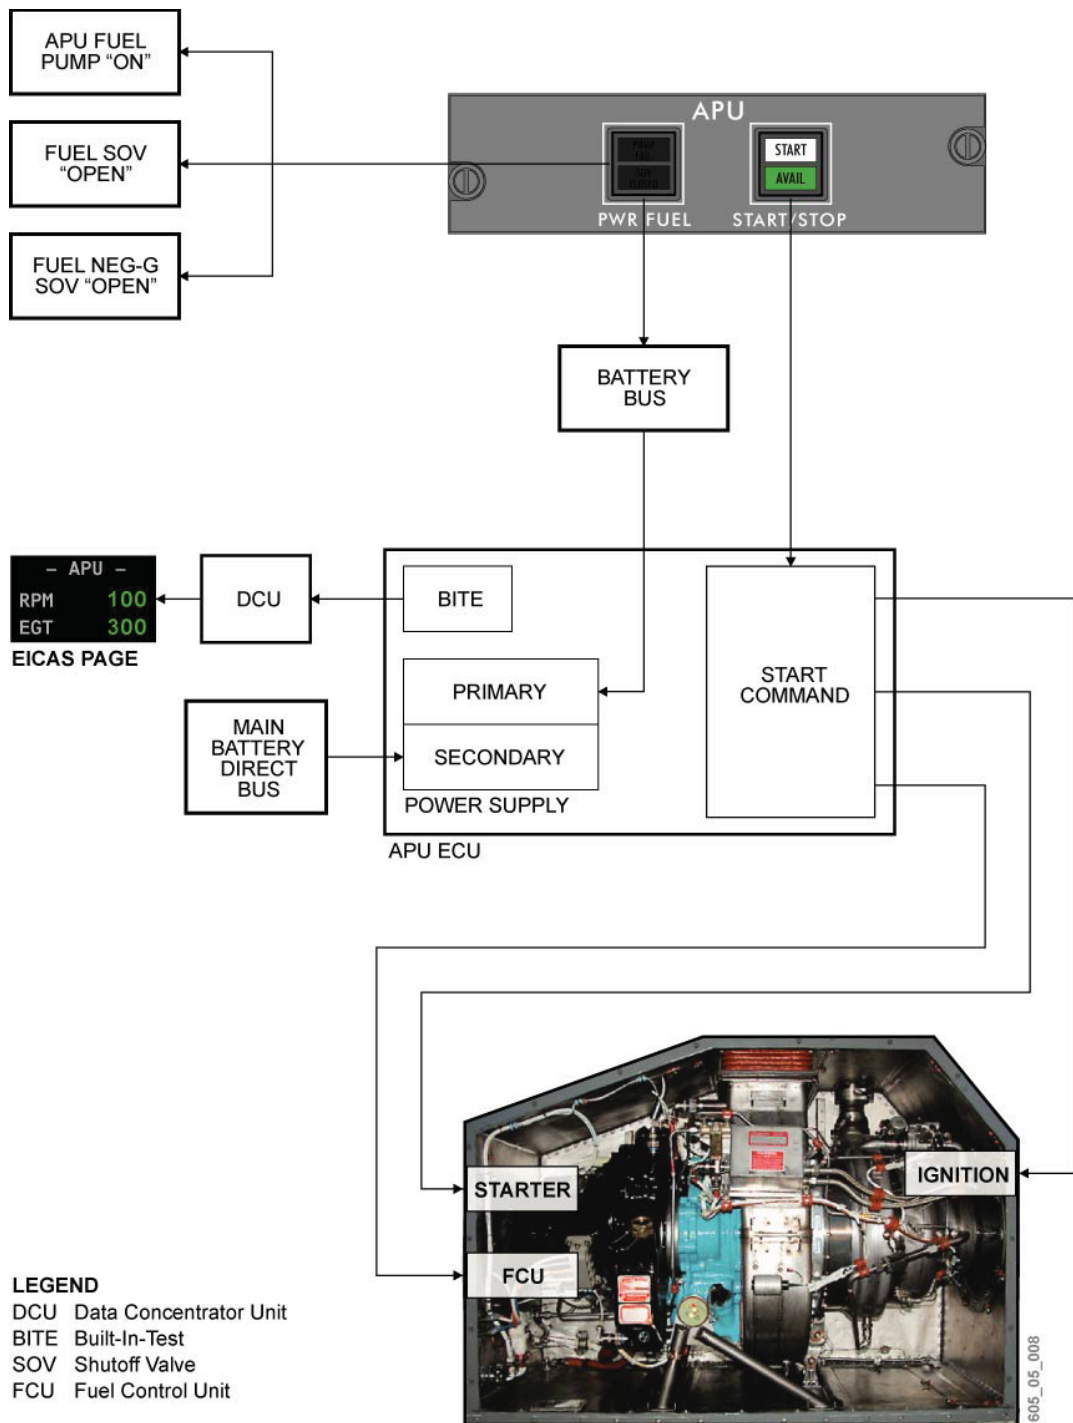 APU FUEL
PUMP “ON”
FUEL SOV
“OPEN”
FUEL NEG-G
SOV “OPEN”
APU
PUMP
SOV
CLOSED
START
AVAIL
PWR FUEL
START/STOP
BATTERY
BUS
– APU –
RPM 100
EGT 300
EICAS PAGE
DCU
BITE
PRIMARY
SECONDARY
POWER SUPPLY
MAIN
BATTERY
DIRECT
BUS
START
COMMAND
APU ECU
STARTER
IGNITION
FCU
LEGEND
DCU Data Concentrator Unit
BITE Built-In-Test
SOV Shutoff Valve
FCU Fuel Control Unit
605_05_008